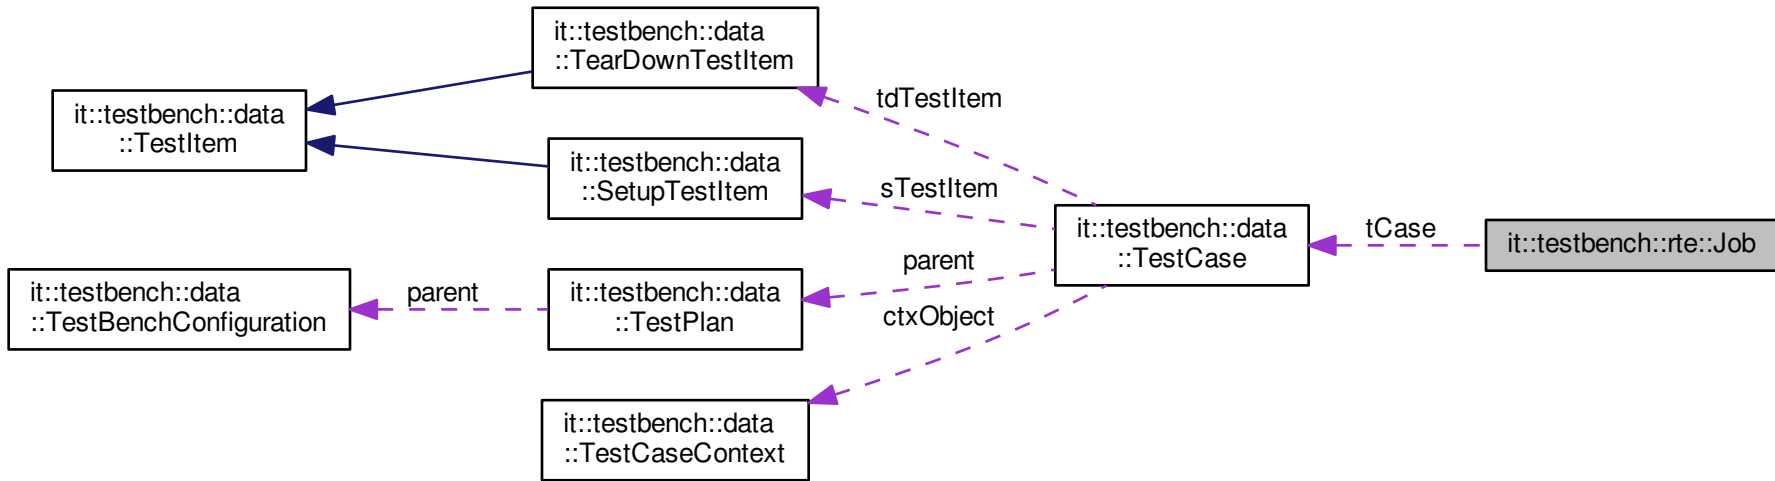 it::testbench::data
::TearDownTestItem
it::testbench::data
::TestItem
tdTestItem
it::testbench::data
::SetupTestItem
sTestItem
it::testbench::data
::TestCase
tCase
it::testbench::rte::Job
it::testbench::data
::TestBenchConfiguration
parent
it::testbench::data
::TestPlan
parent
ctxObject
it::testbench::data
::TestCaseContext